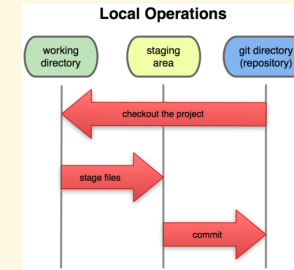 Local Operations
working
directory
staging
area
git directory
(repository)
checkout the project
stage files
commit